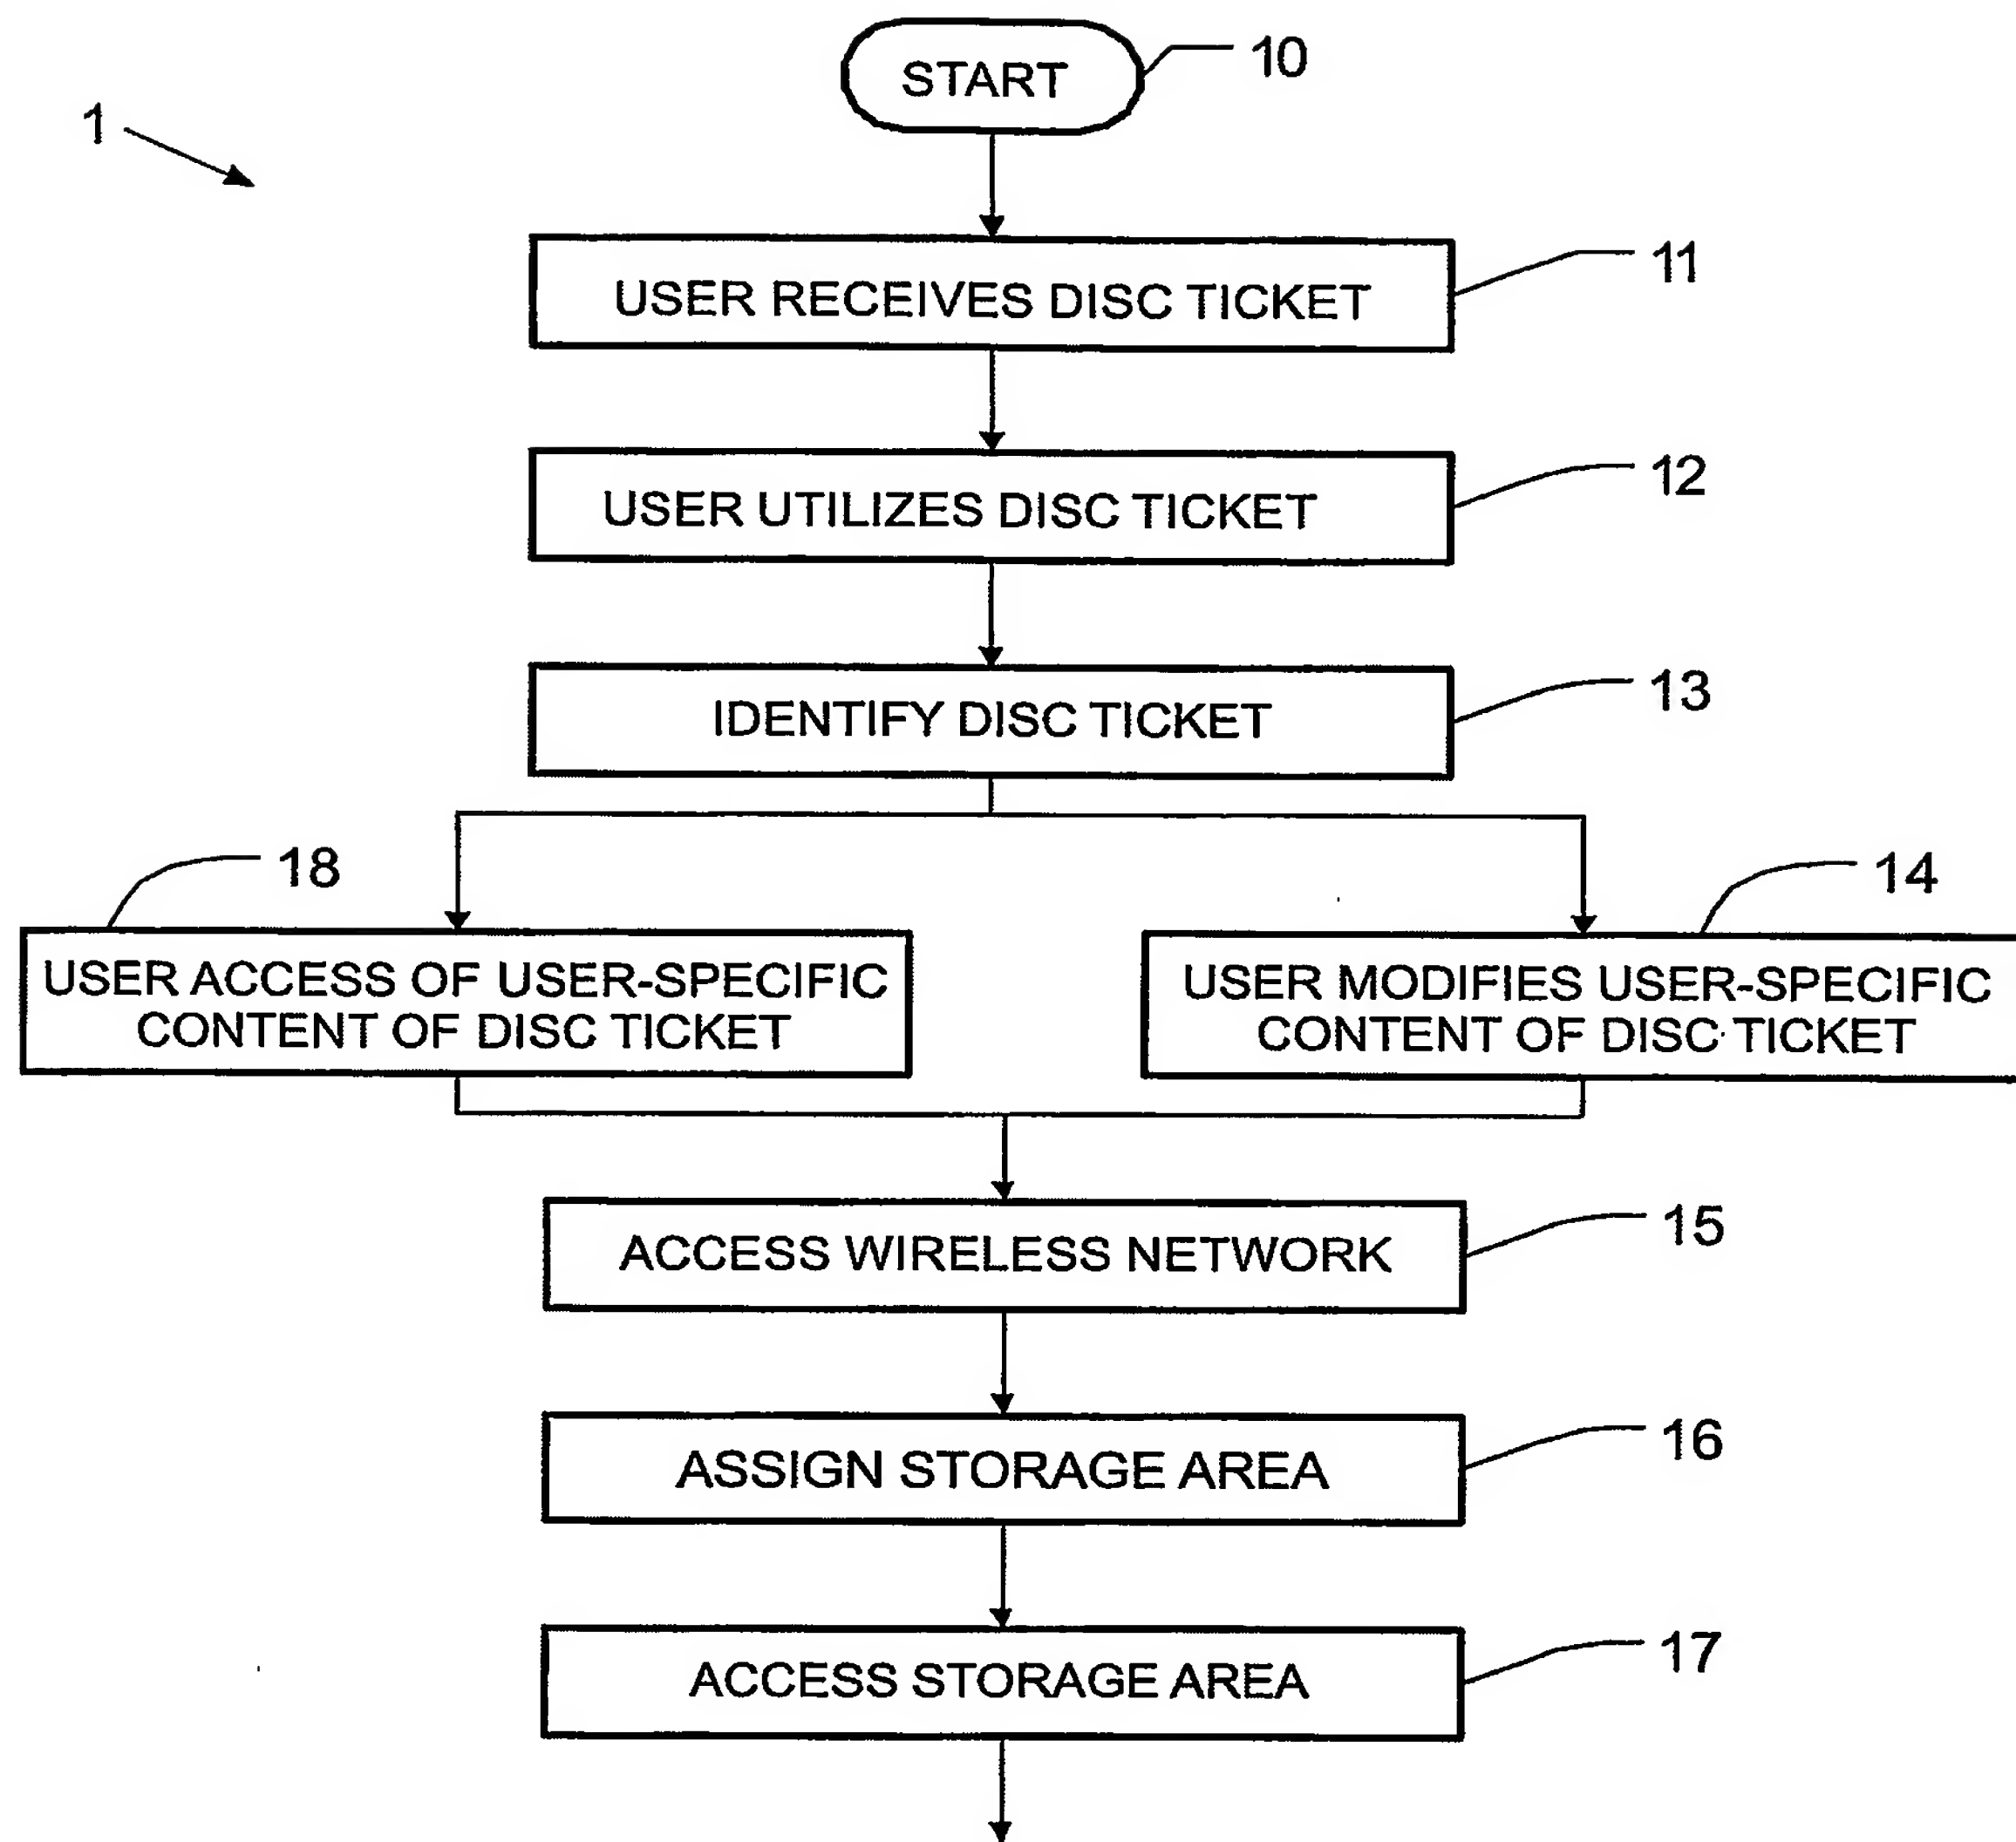 START
10
1
USER RECEIVES DISC TICKET
11
USER UTILIZES DISC TICKET
12
IDENTIFY DISC TICKET
13
18
14
USER ACCESS OF USER-SPECIFIC
CONTENT OF DISC TICKET
USER MODIFIES USER-SPECIFIC
CONTENT OF DISC TICKET
ACCESS WIRELESS NETWORK
15
ASSIGN STORAGE AREA
16
ACCESS STORAGE AREA
17